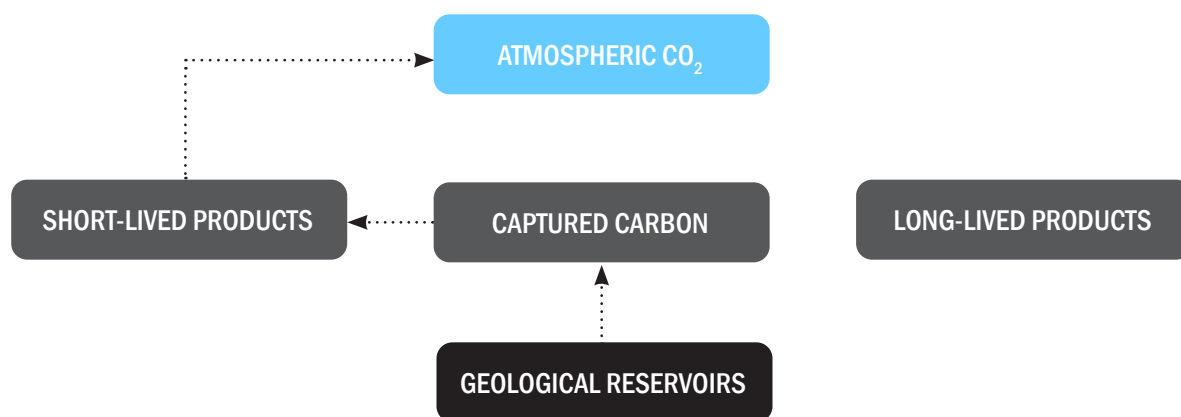 ATMOSPHERIC CO₂
SHORT-LIVED PRODUCTS
CAPTURED CARBON
LONG-LIVED PRODUCTS
GEOLOGICAL RESERVOIRS